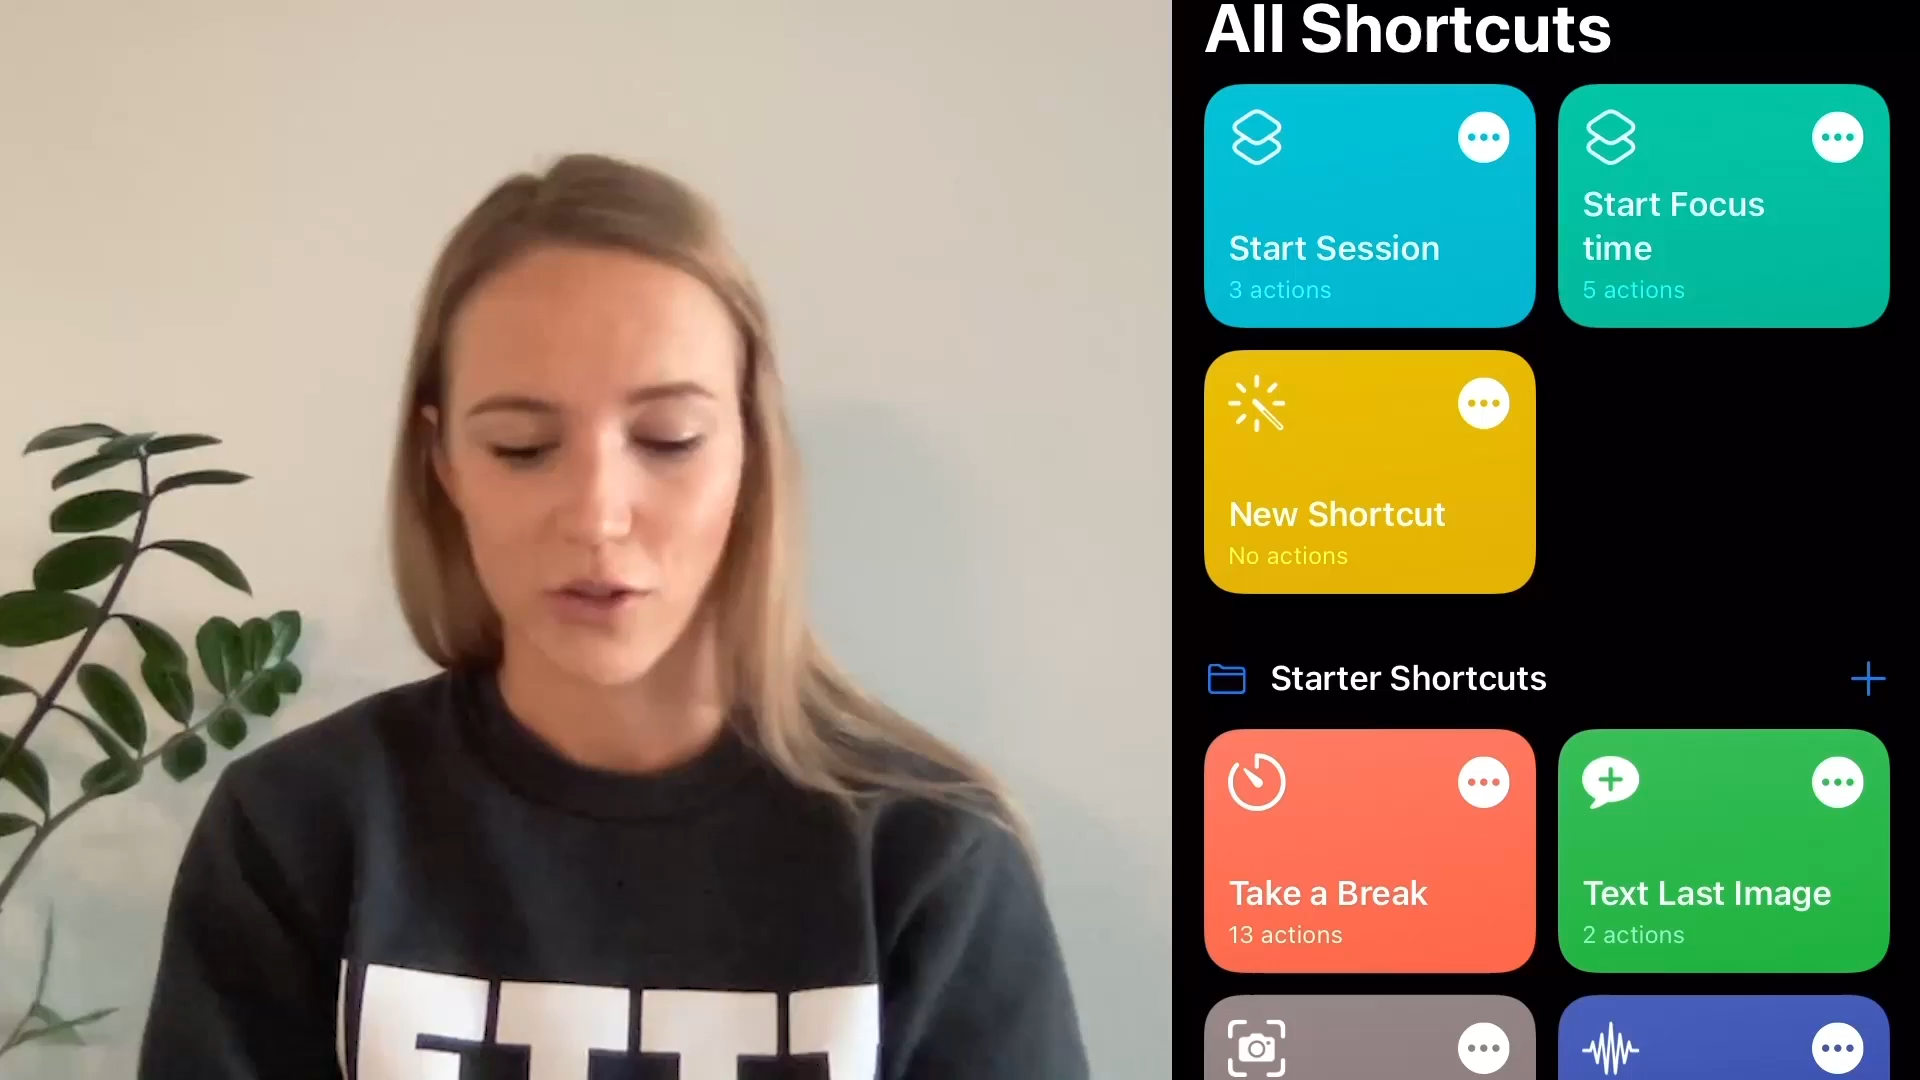 All Shortcuts
Start Session
3 actions
Start Focus
time
5 actions
New Shortcut
No actions
Starter Shortcuts
Take a Break
13 actions
Text Last Image
2 actions